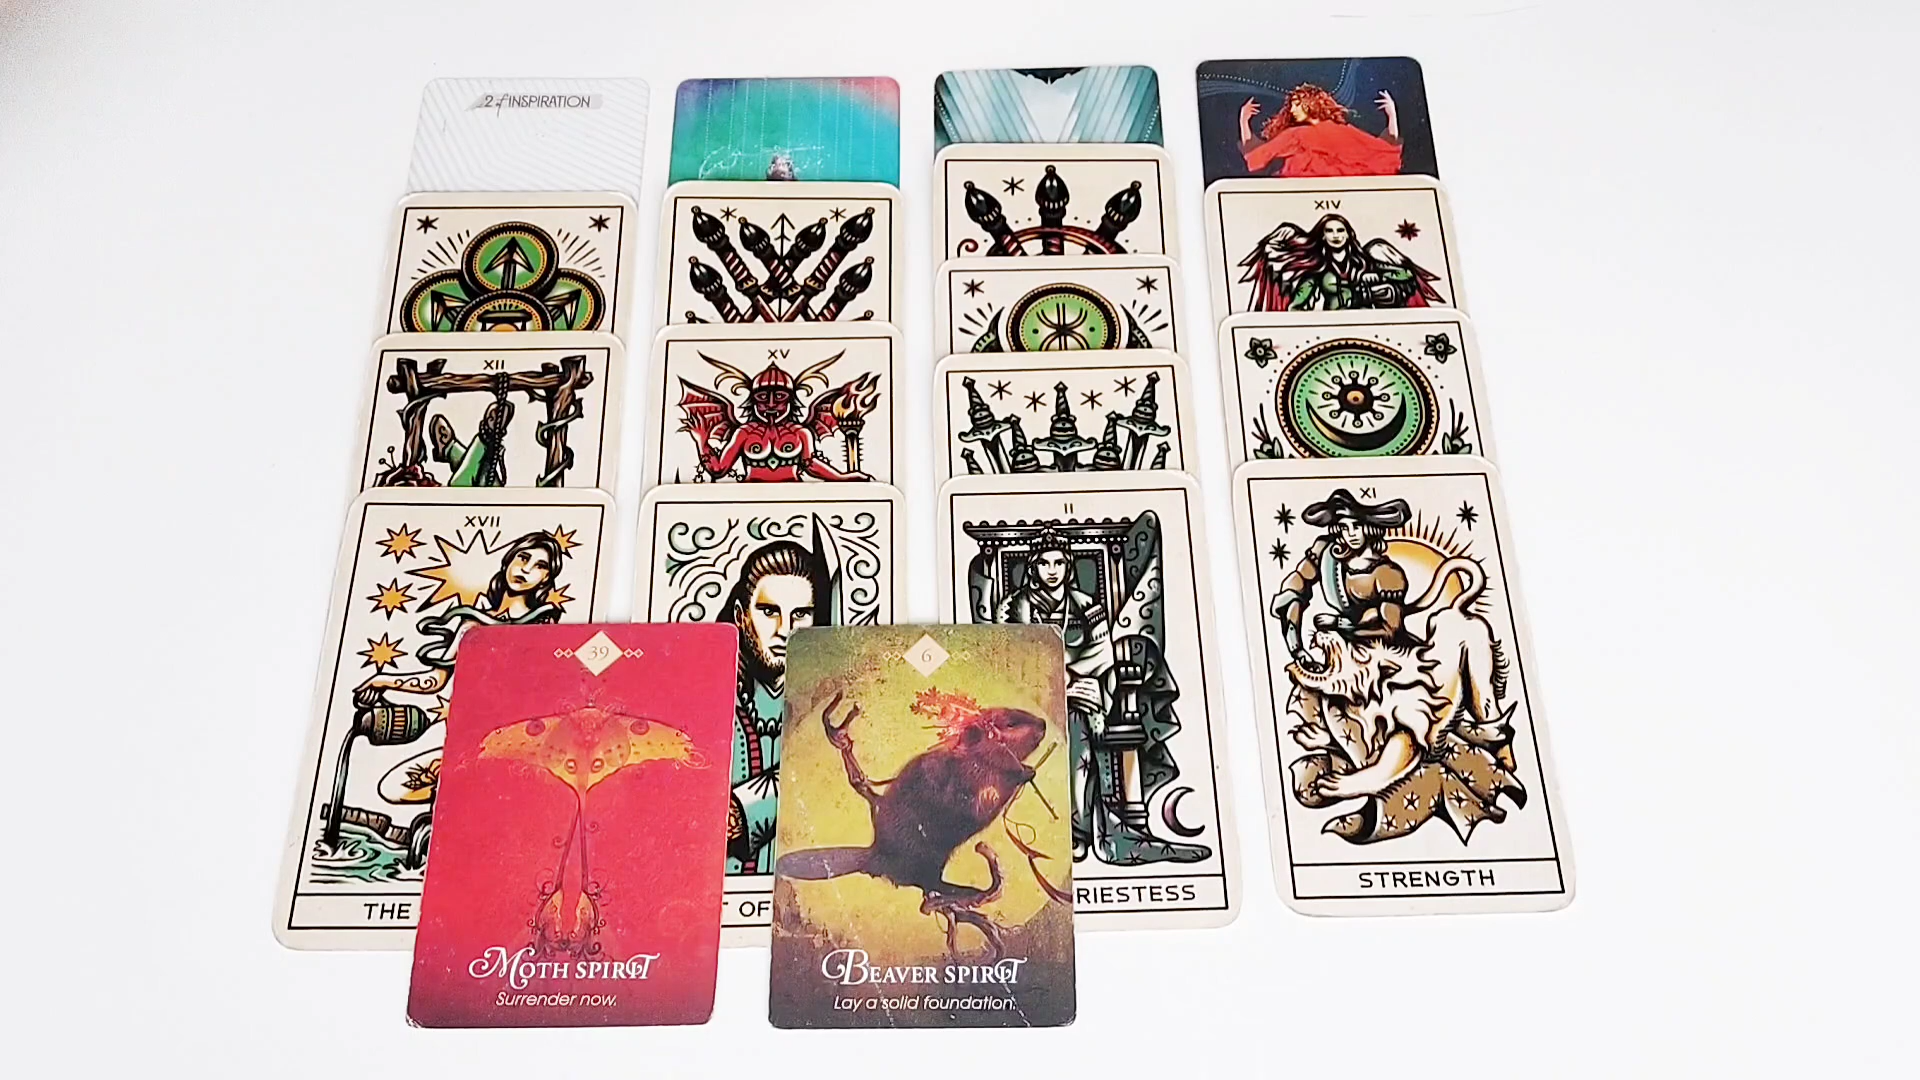 2 of INSPIRATION
XIV
XII
XV
XVII
II
XI
39
6
STRENGTH
THE
OF
RIESTESS
MOTH SPIRIT
Surrender now.
BEAVER SPIRIT
Lay a solid foundation.